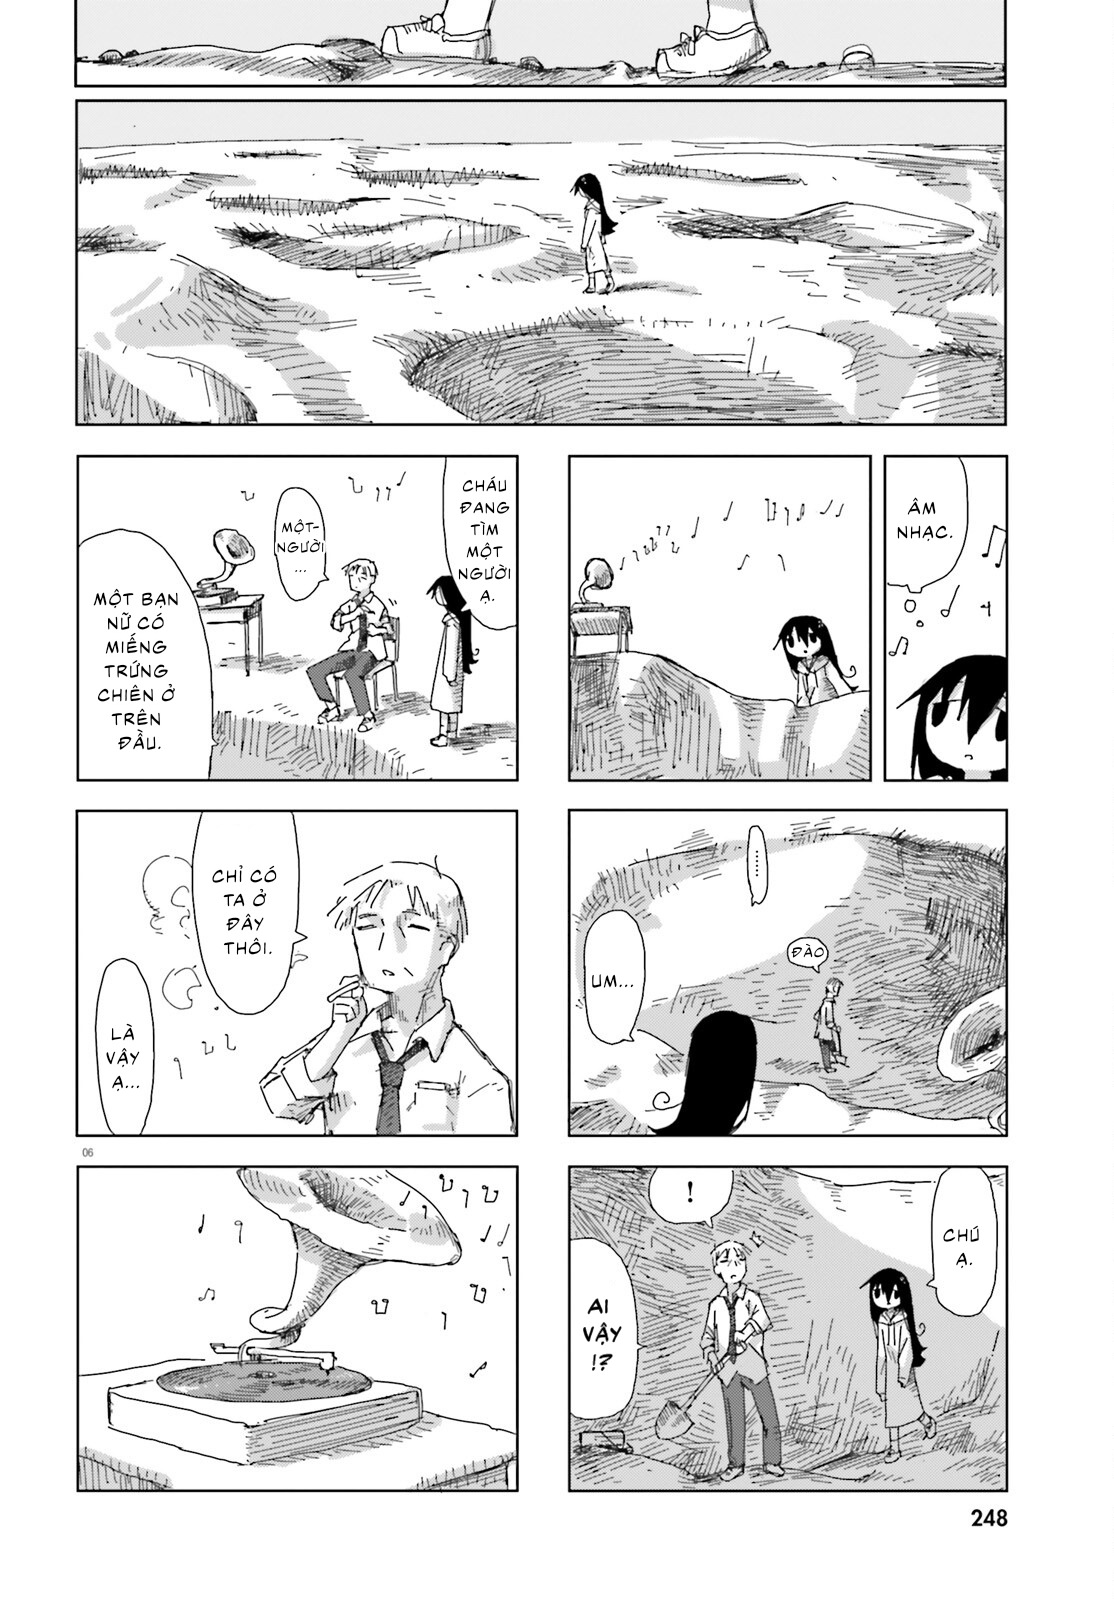 ÂM
NHẠC.
.......
ĐÀO
UM...
CHÚ
Ạ.
!
AI
VẬY
!?
CHÁU
ĐANG
TÌM
MỘT
NGƯỜI
Ạ.
MỘT-
NGƯỜI
...
MỘT BẠN
NỮ CÓ
MIẾNG
TRỨNG
CHIÊN Ở
TRÊN
ĐẦU.
CHỈ CÓ
TA Ở
ĐÂY
THÔI.
LÀ
VẬY
Ạ...
06
248